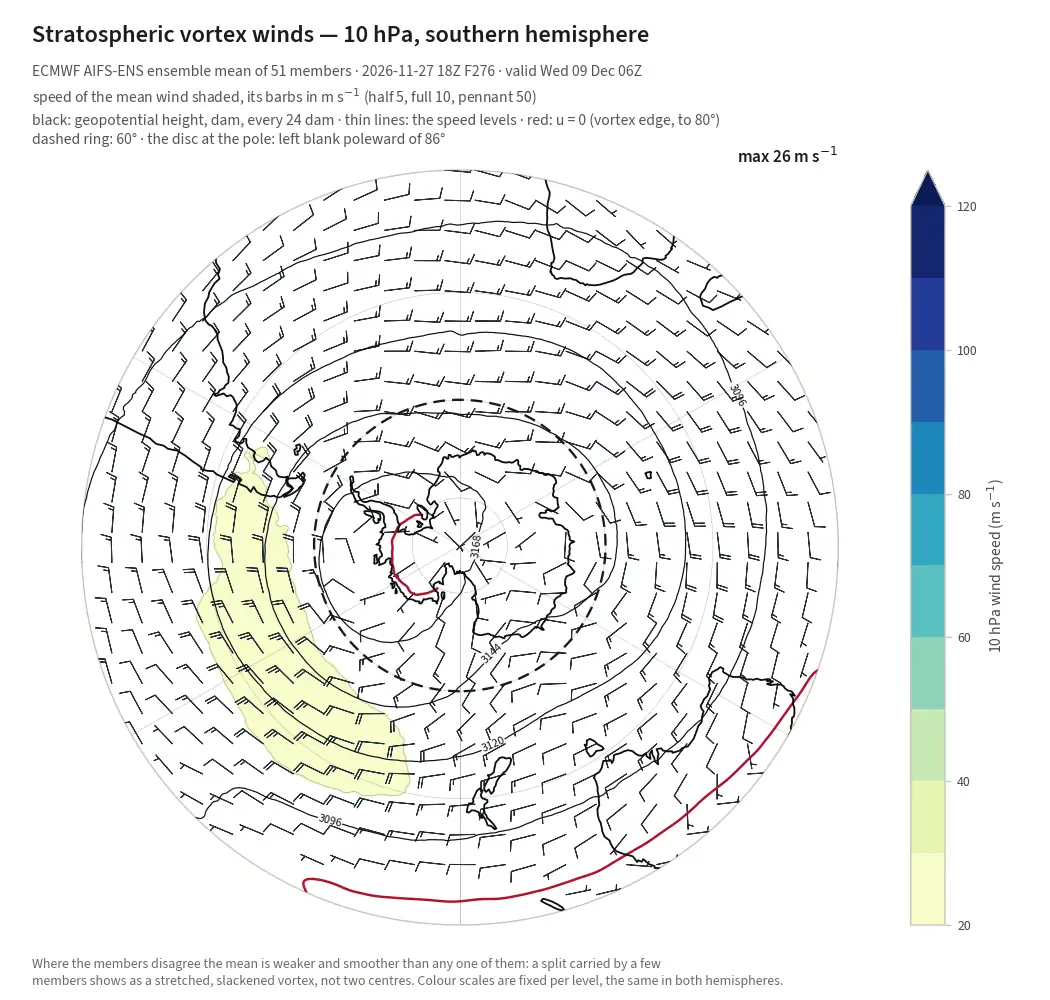 Stratospheric vortex winds — 10 hPa, southern hemisphere
ECMWF AIFS-ENS ensemble mean of 51 members · 2026-11-27 18Z F276 · valid Wed 09 Dec 06Z
speed of the mean wind shaded, its barbs in m s⁻¹ (half 5, full 10, pennant 50)
black: geopotential height, dam, every 24 dam · thin lines: the speed levels · red: u = 0 (vortex edge, to 80°)
dashed ring: 60° · the disc at the pole: left blank poleward of 86°
max 26 m s⁻¹
120
100
80
60
40
20
10 hPa wind speed (m s⁻¹)
3096
3168
3144
3120
3096
Where the members disagree the mean is weaker and smoother than any one of them: a split carried by a few
members shows as a stretched, slackened vortex, not two centres. Colour scales are fixed per level, the same in both hemispheres.